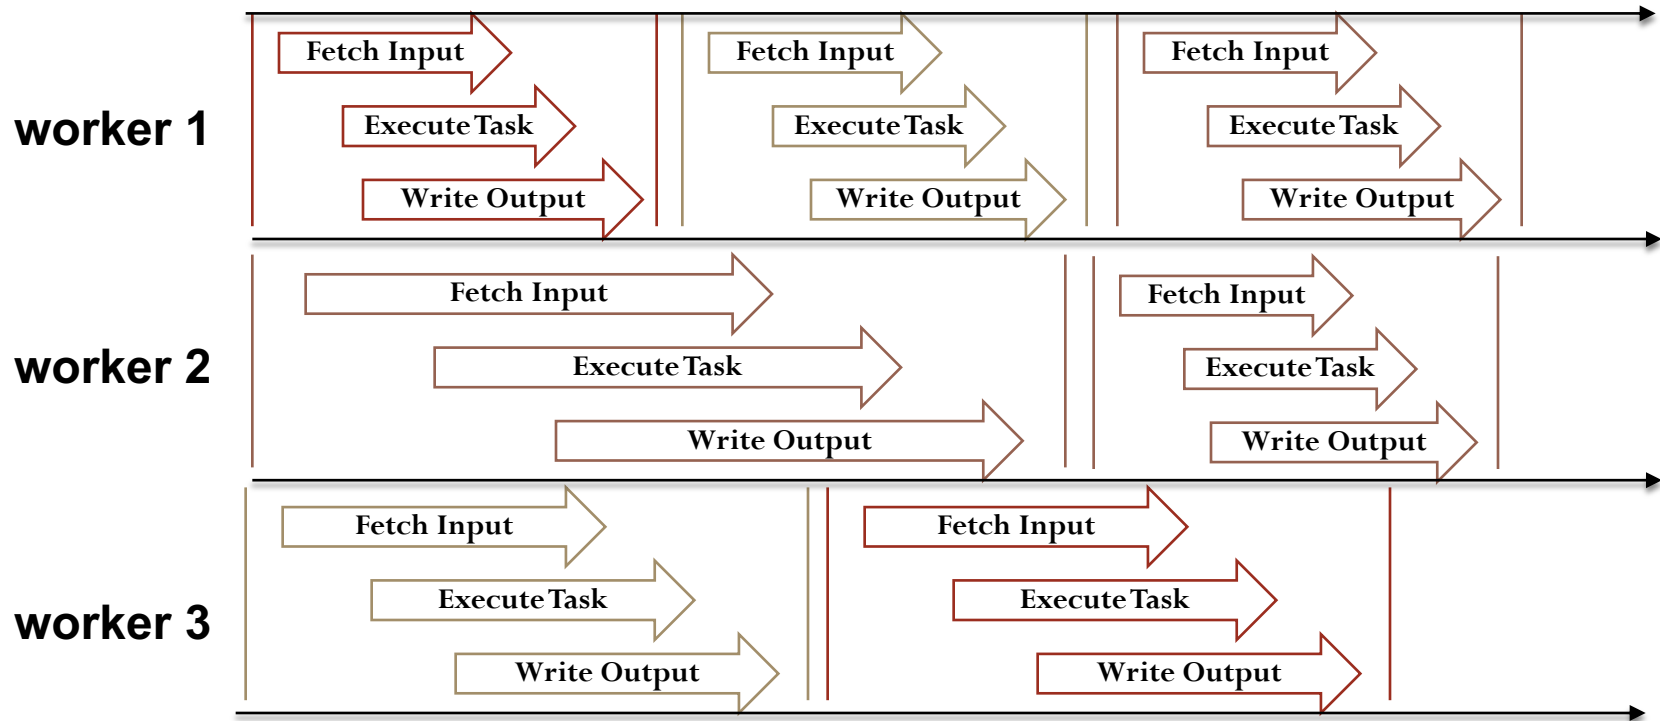 Fetch Input Fetch Input Fetch Input
worker 1 Execute Task Execute Task Execute Task
Write Output Write Output Write Output
Fetch Input Fetch Input
worker 2 Execute Task Execute Task
Write Output Write Output
Fetch Input Fetch Input
worker 3 Execute Task Execute Task
Write Output Write Output